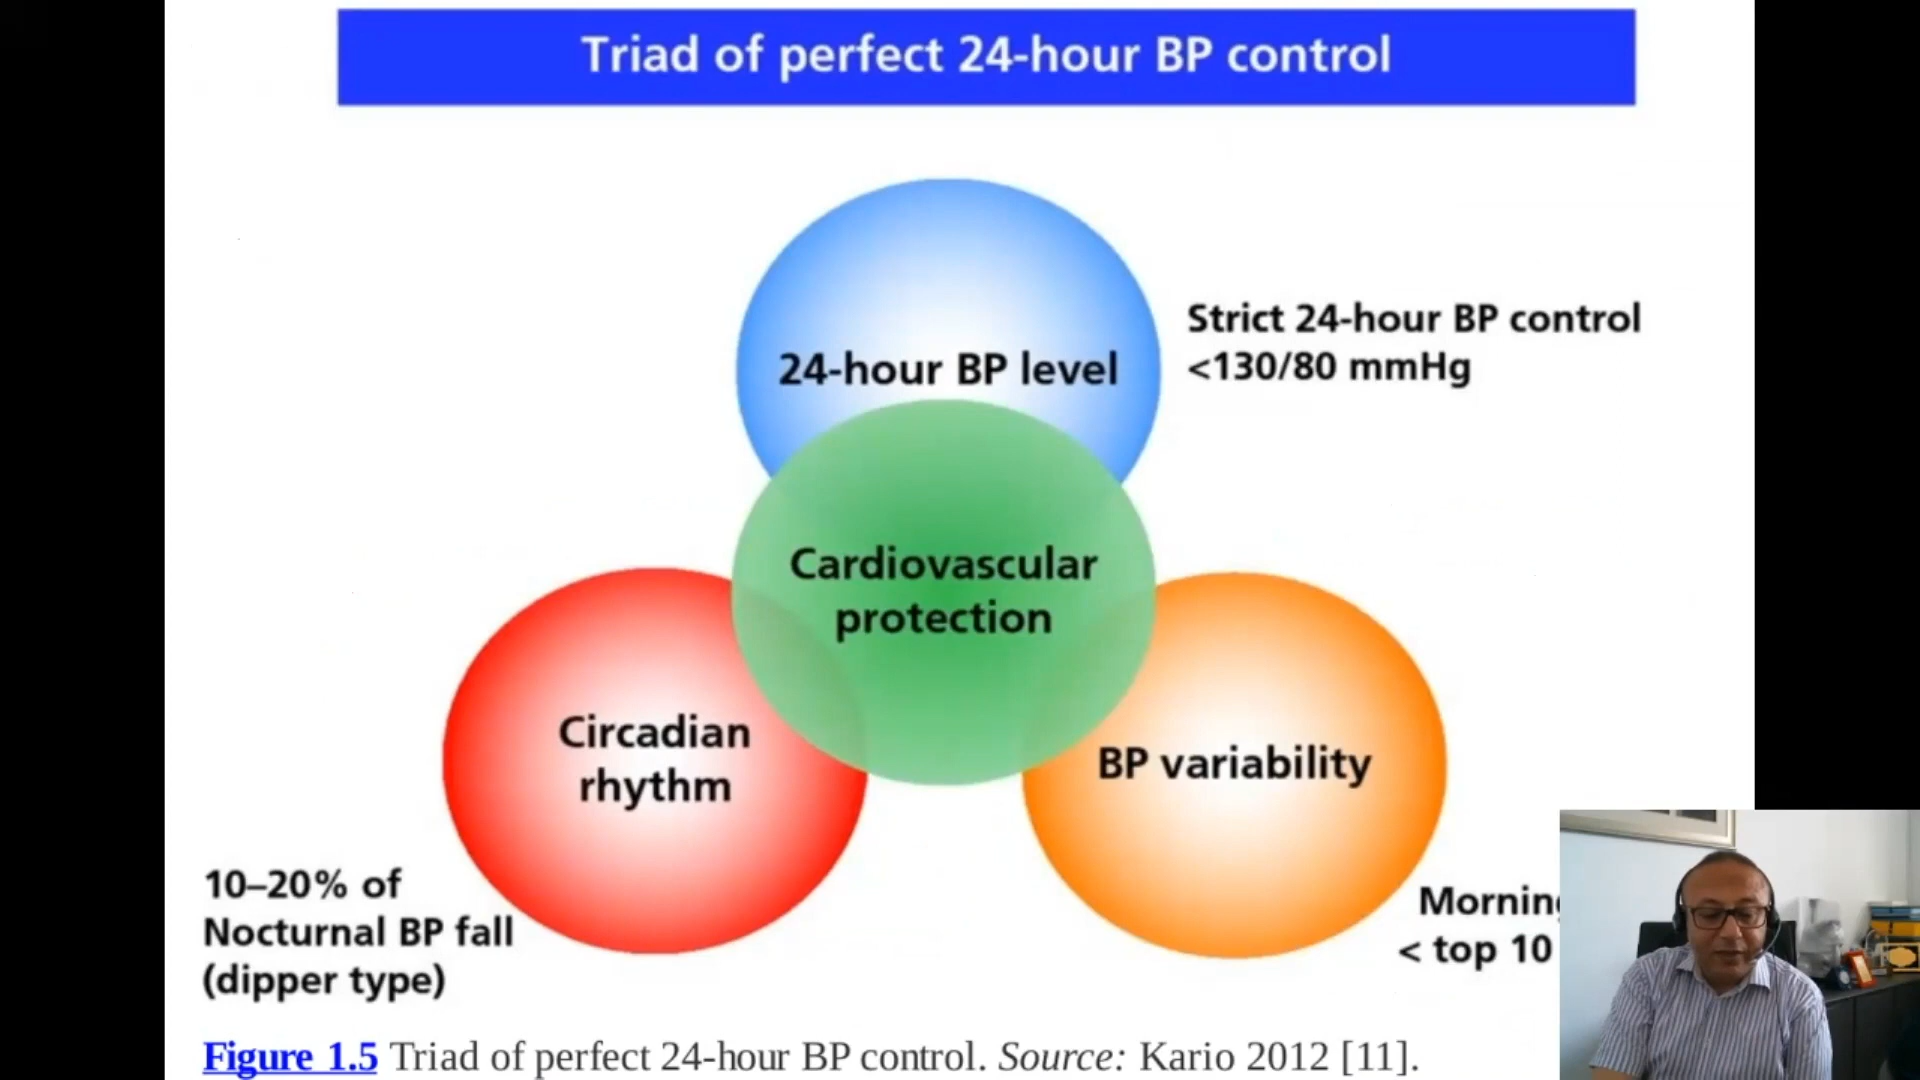 Triad of perfect 24-hour BP control
24-hour BP level
Strict 24-hour BP control
<130/80 mmHg
Cardiovascular
protection
Circadian
rhythm
BP variability
10–20% of
Nocturnal BP fall
(dipper type)
< top 10
Figure 1.5 Triad of perfect 24-hour BP control. Source: Kario 2012 [11].